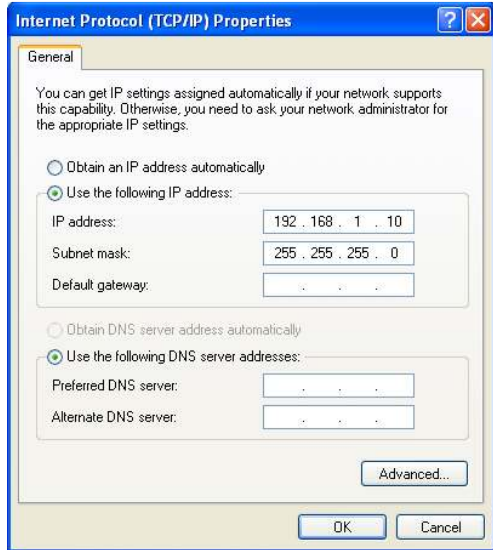 Internet Protocol (TCP/IP) Properties
General
You can get IP settings assigned automatically if your network supports
this capability. Otherwise, you need to ask your network administrator for
the appropriate IP settings.
Obtain an IP address automatically
Use the following IP address:
IP address: 192 . 168 . 1 . 10
Subnet mask: 255 . 255 . 255 . 0
Default gateway: . . .
Obtain DNS server address automatically
Use the following DNS server addresses:
Preferred DNS server: . . .
Alternate DNS server: . . .
Advanced...
OK Cancel